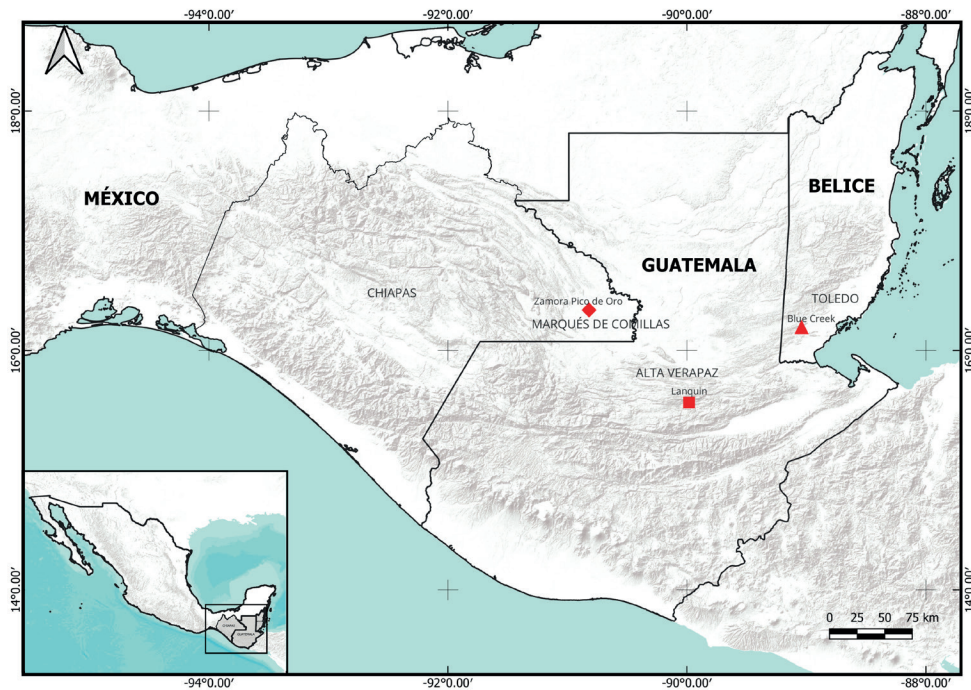 -94°0.00′ -92°0.00′ -90°0.00′ -88°0.00′
18°0.00′ 18°0.00′
MÉXICO
BELICE
GUATEMALA
CHIAPAS
Zamora Pico de Oro
MARQUÉS DE COMILLAS
TOLEDO
Blue Creek
16°0.00′ 16°0.00′
ALTA VERAPAZ
Lanquin
14°0.00′ 14°0.00′
CHIAPAS
GUATEMALA
0 25 50 75 km
-94°0.00′ -92°0.00′ -90°0.00′ -88°0.00′